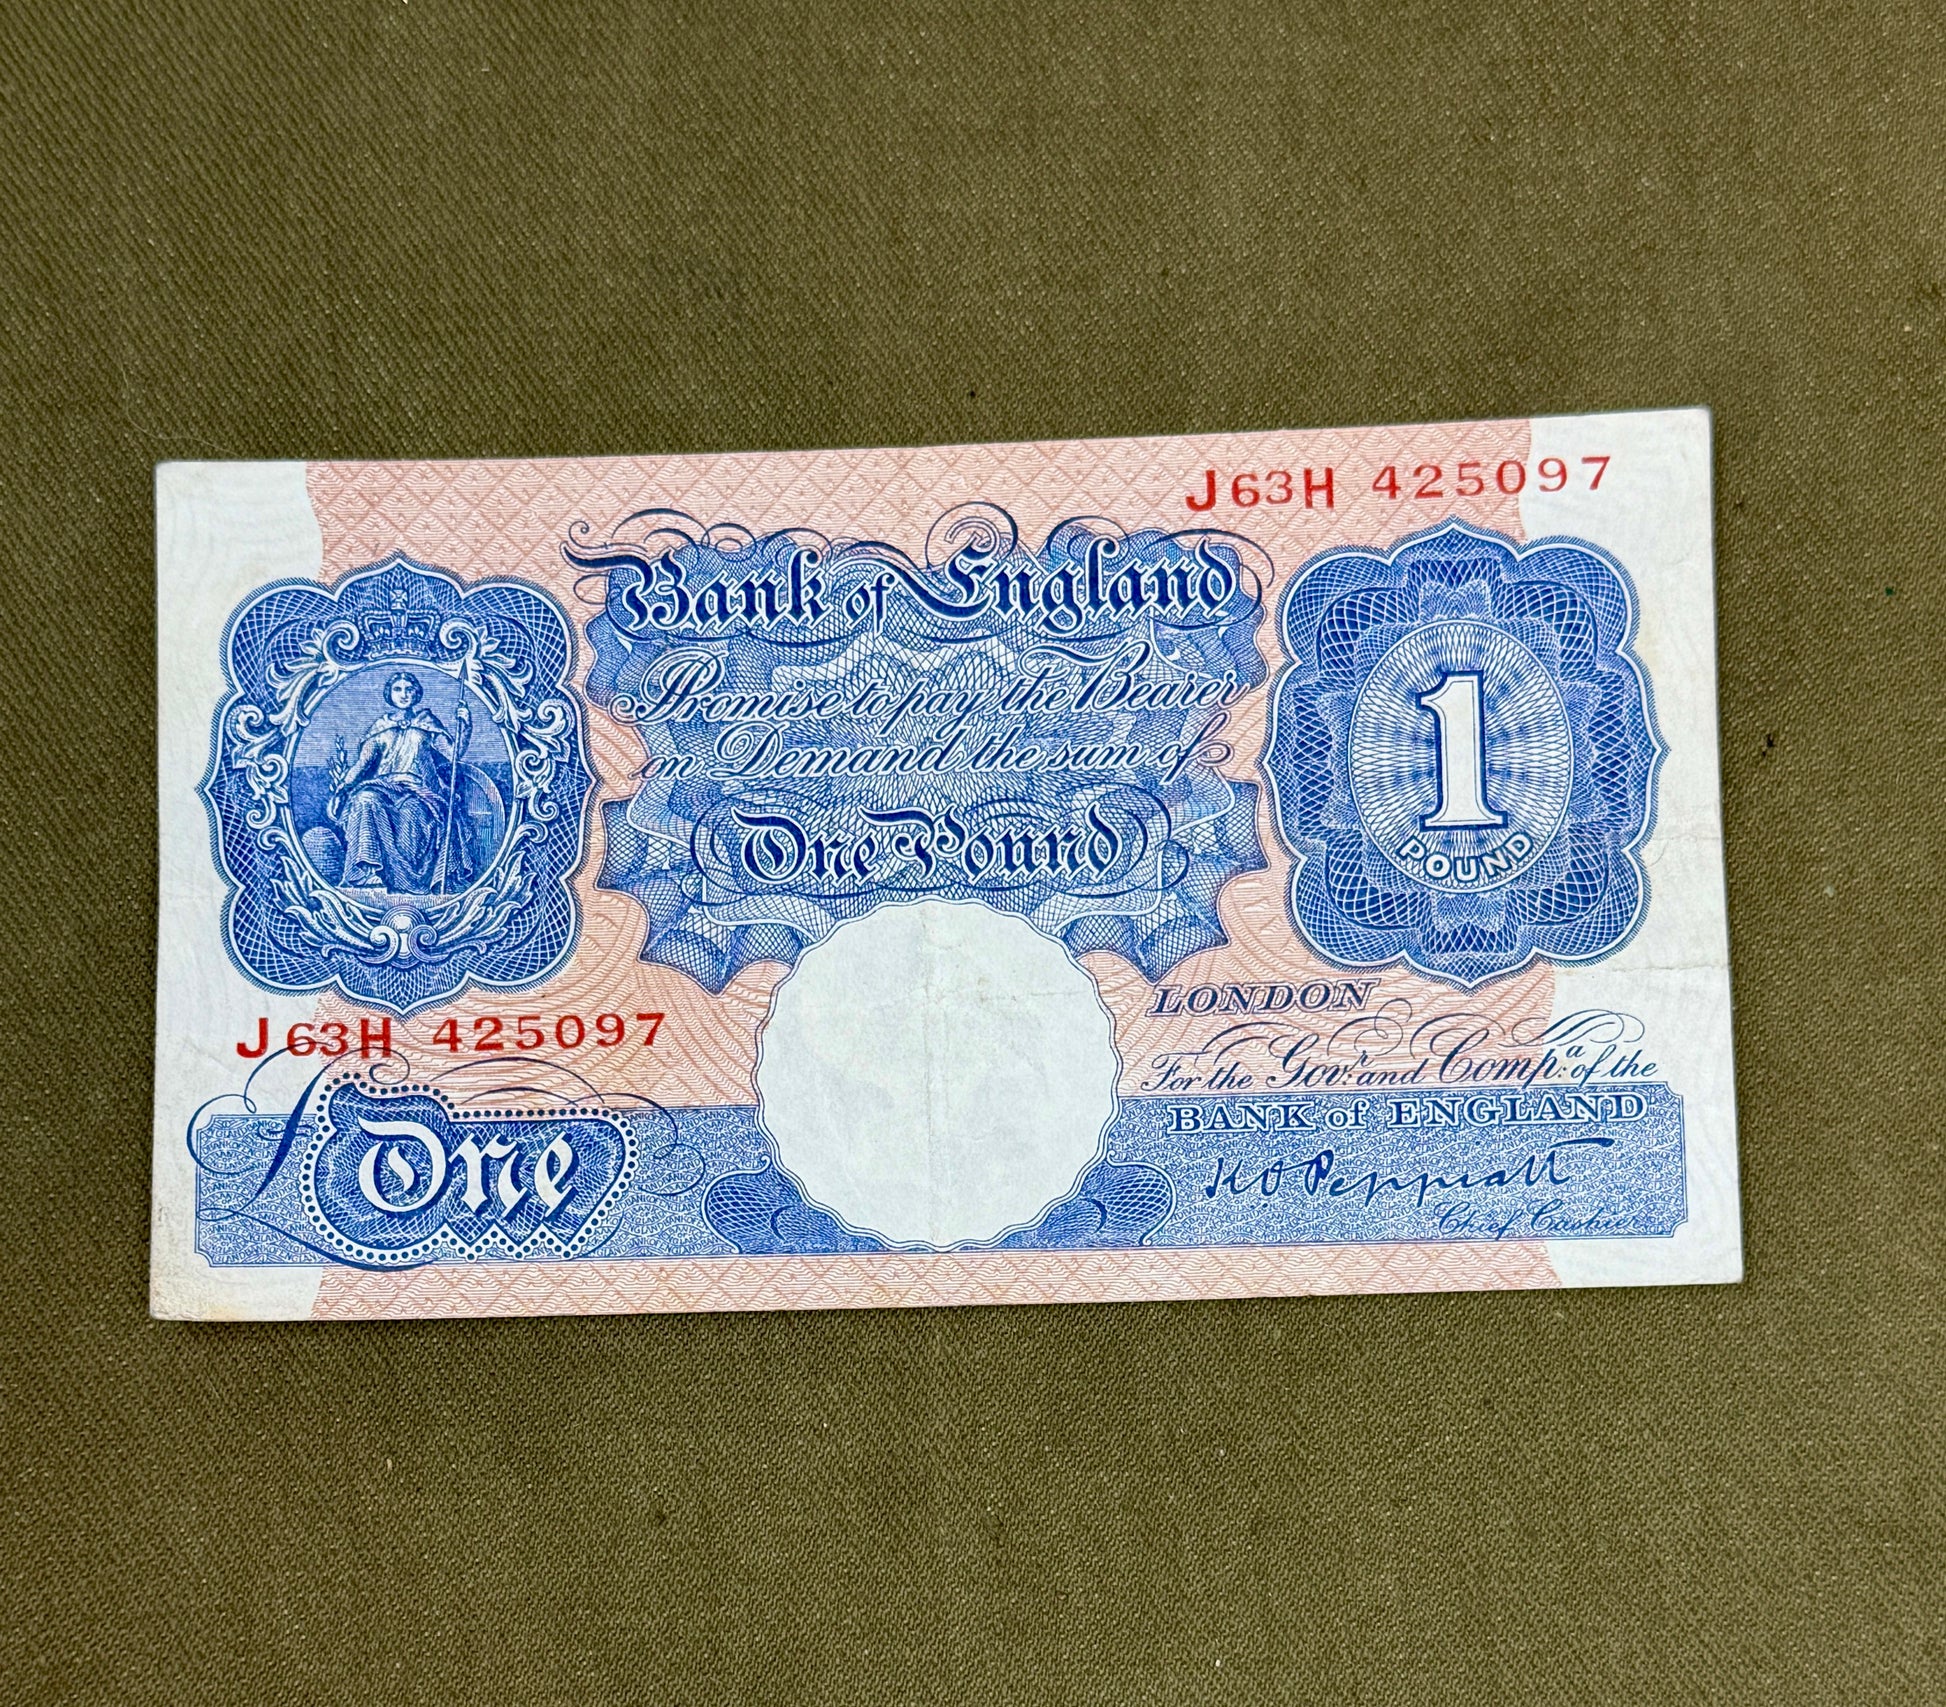 J63H 425097
Bank of England
Promise to pay the Bearer
on Demand the sum of
One Pound
1
POUND
J63H 425097
LONDON
For the Govr. and Compa. of the
BANK of ENGLAND
£One
K O Peppiatt
Chief Cashier